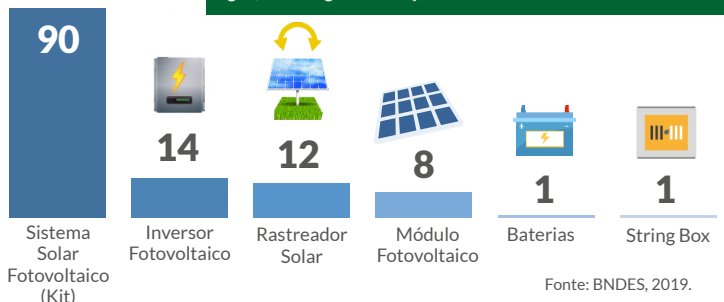 90
14
12
8
1
1
Sistema
Solar
Fotovoltaico
(Kit)
Inversor
Fotovoltaico
Rastreador
Solar
Módulo
Fotovoltaico
Baterias
String Box
Fonte: BNDES, 2019.